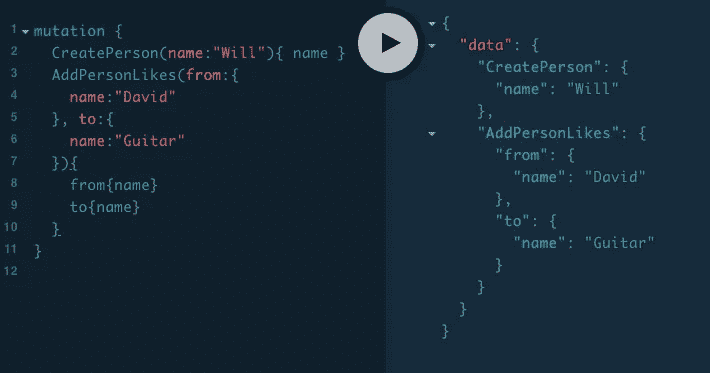 1 mutation {
2 CreatePerson(name:"Will"){ name }
3 AddPersonLikes(from:{
4 name:"David"
5 }, to:{
6 name:"Guitar"
7 }){
8 from{name}
9 to{name}
10 }
11 }
12
{
"data": {
"CreatePerson": {
"name": "Will"
},
"AddPersonLikes": {
"from": {
"name": "David"
},
"to": {
"name": "Guitar"
}
}
}
}